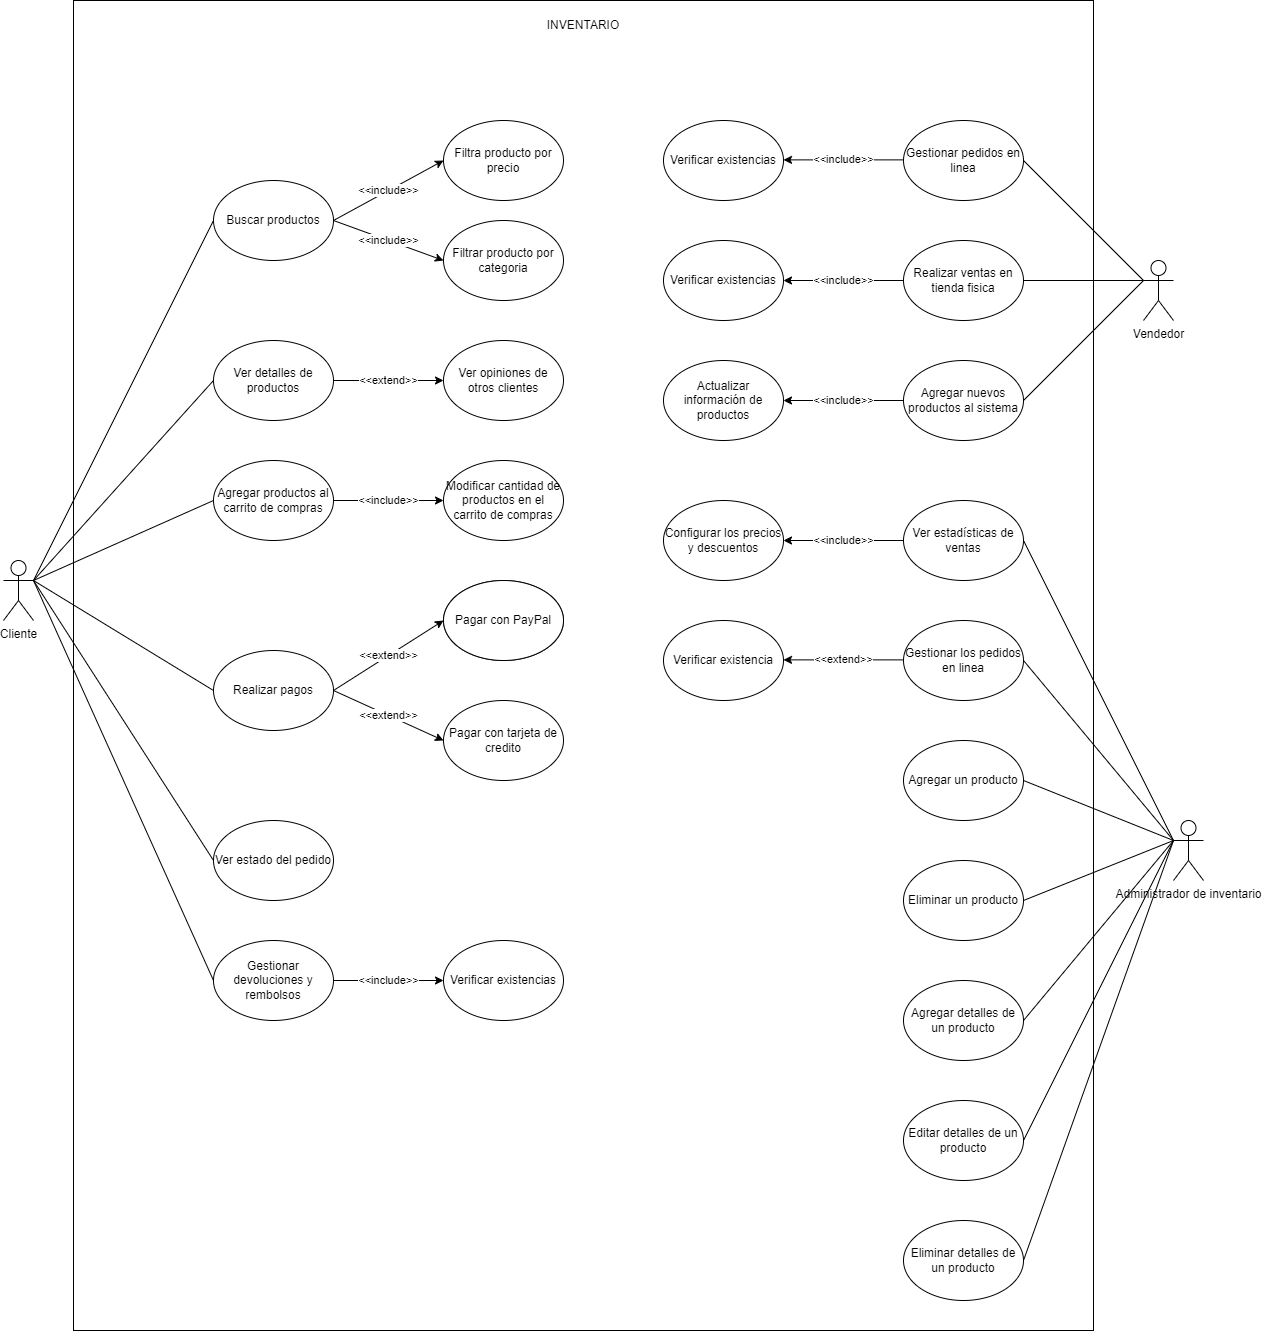 INVENTARIO
Filtra producto por
precio
<<include>>
Buscar productos
<<include>>
Filtrar producto por
categoria
Ver detalles de
productos
<<extend>>
Ver opiniones de
otros clientes
Agregar productos al
carrito de compras
<<include>>
Modificar cantidad de
productos en el
carrito de compras
Cliente
Pagar con PayPal
<<extend>>
Realizar pagos
<<extend>>
Pagar con tarjeta de
credito
Ver estado del pedido
Gestionar
devoluciones y
rembolsos
<<include>>
Verificar existencias
Verificar existencias
<<include>>
Gestionar pedidos en
linea
Verificar existencias
<<include>>
Realizar ventas en
tienda fisica
Vendedor
Actualizar
información de
productos
<<include>>
Agregar nuevos
productos al sistema
Configurar los precios
y descuentos
<<include>>
Ver estadísticas de
ventas
Verificar existencia
<<extend>>
Gestionar los pedidos
en linea
Agregar un producto
Eliminar un producto
Administrador de inventario
Agregar detalles de
un producto
Editar detalles de un
producto
Eliminar detalles de
un producto